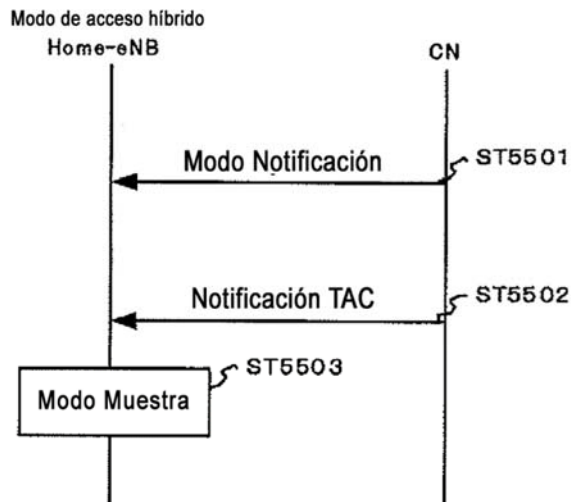 Modo de acceso híbrido
Home-eNB
CN
Modo Notificación
ST5501
Notificación TAC
ST5502
ST5503
Modo Muestra